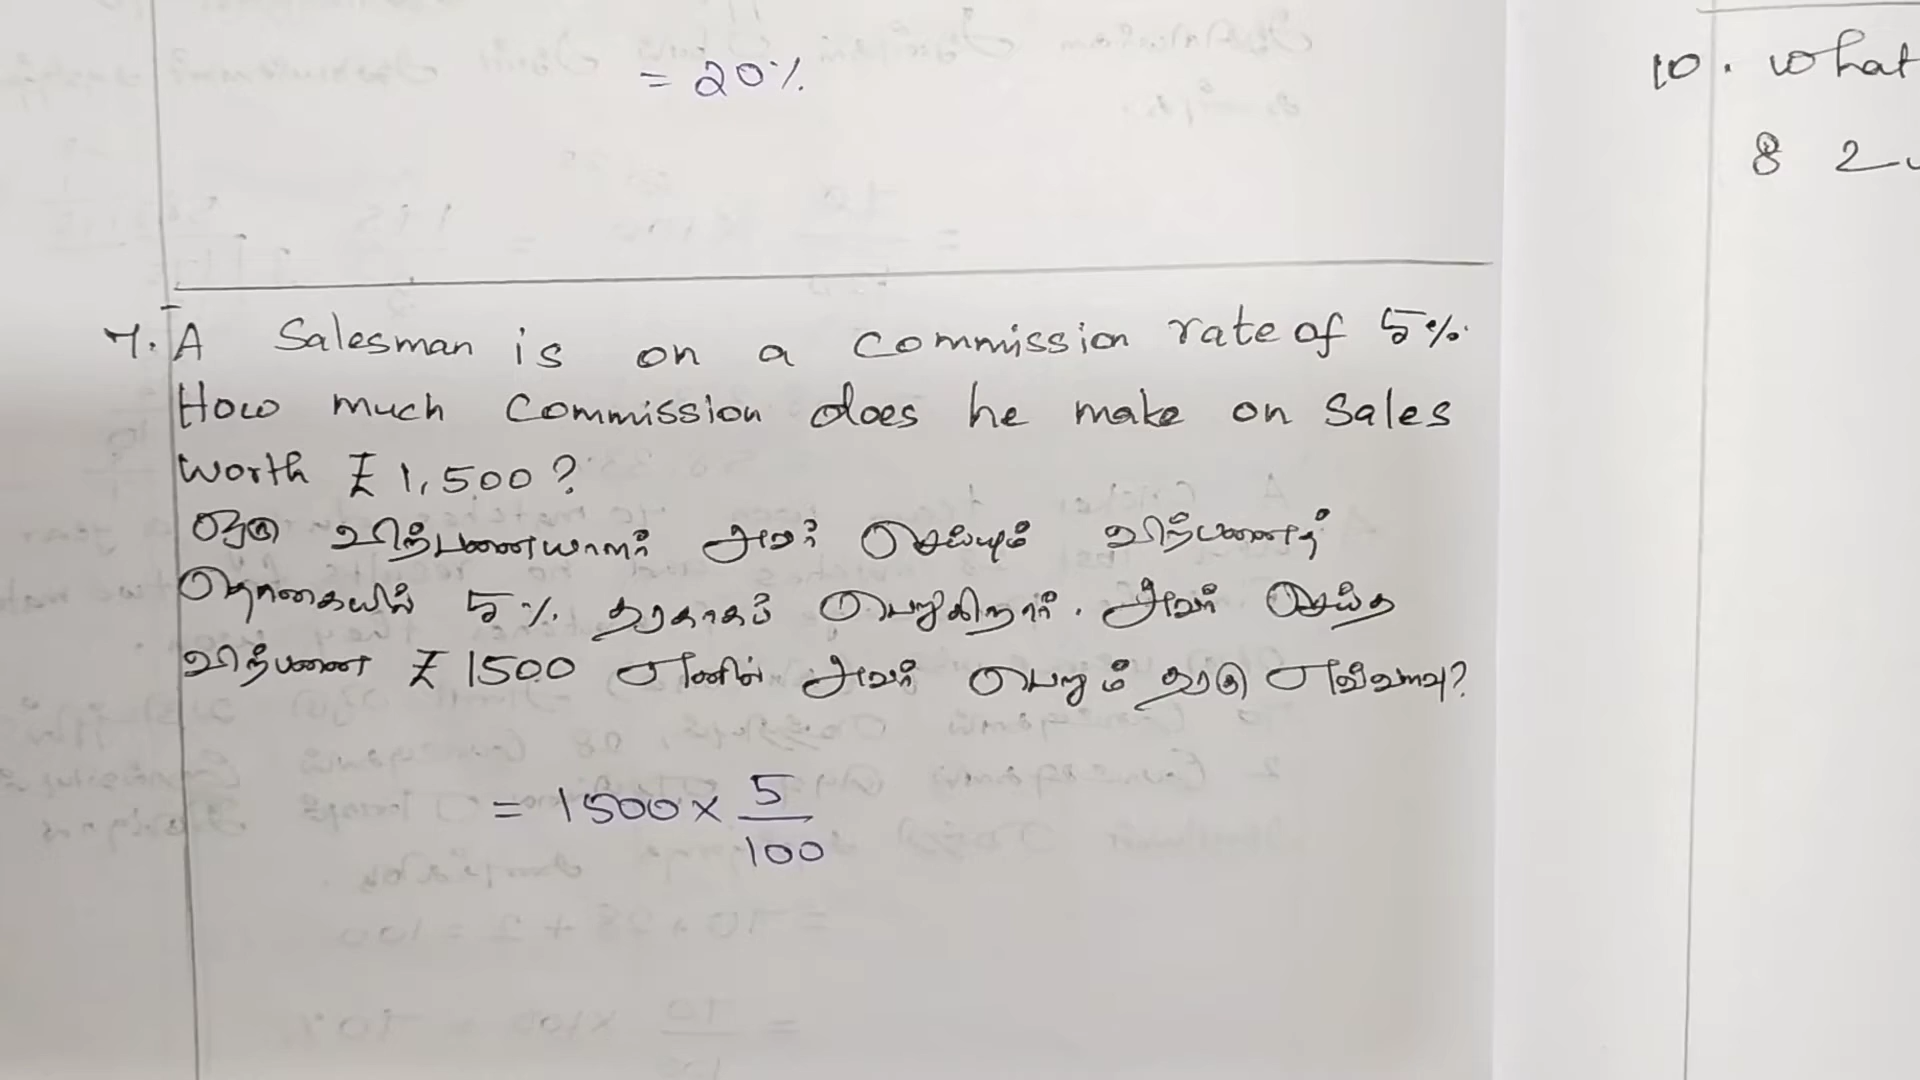 = 20%
7. A Salesman is on a Commission rate of 5%.
How much Commission does he make on Sales
worth ₹ 1,500?
ஒரு விற்பனையாளர் அவர் செய்யும் விற்பனைத்
தொகையில் 5% தரகாகப் பெறுகிறார். அவர் செய்த
விற்பனை ₹ 1500 எனில் அவர் பெறும் தரகு எவ்வளவு?
= 1500 × 5/100
10. What
8 2